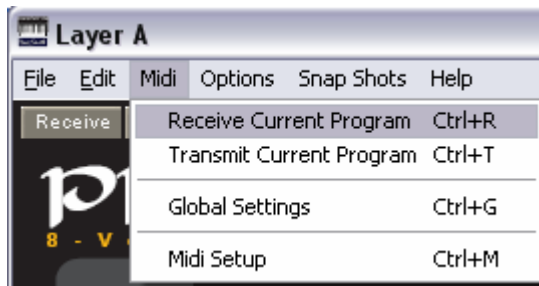 Layer A
File Edit Midi Options Snap Shots Help
Receive Receive Current Program Ctrl+R
Transmit Current Program Ctrl+T
Global Settings Ctrl+G
8 - V
Midi Setup Ctrl+M